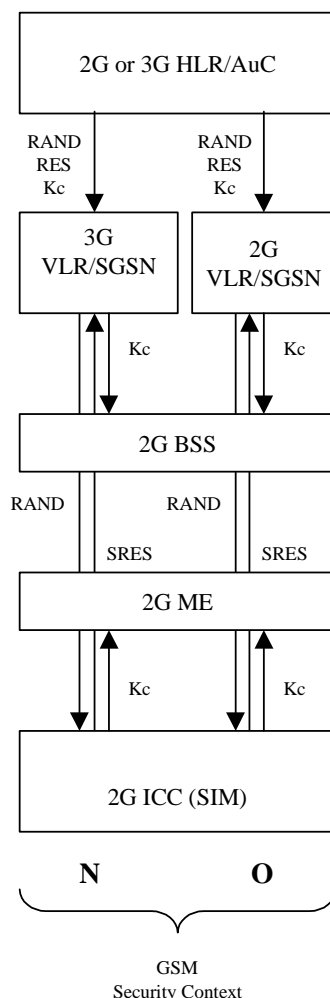 2G or 3G HLR/AuC
RAND
RES
Kc
RAND
RES
Kc
3G
VLR/SGSN
2G
VLR/SGSN
Kc
Kc
2G BSS
RAND
RAND
SRES
SRES
2G ME
Kc
Kc
2G ICC (SIM)
N
O
GSM
Security Context